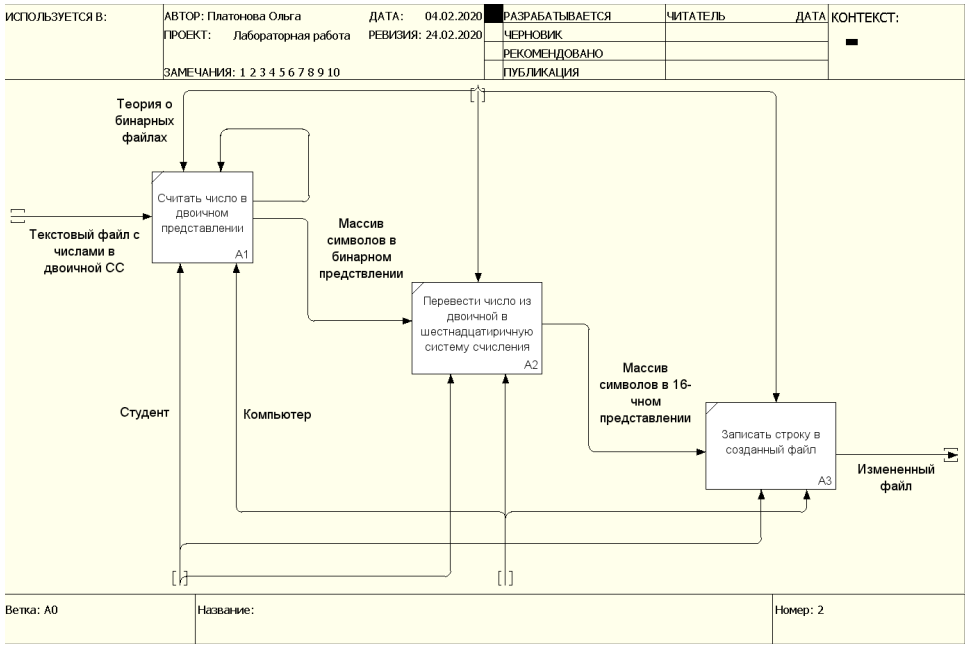 ИСПОЛЬЗУЕТСЯ В:
АВТОР: Платонова Ольга
ДАТА: 04.02.2020
ПРОЕКТ: Лабораторная работа
РЕВИЗИЯ: 24.02.2020
ЗАМЕЧАНИЯ: 1 2 3 4 5 6 7 8 9 10
РАЗРАБАТЫВАЕТСЯ
ЧЕРНОВИК
РЕКОМЕНДОВАНО
ПУБЛИКАЦИЯ
ЧИТАТЕЛЬ
ДАТА
КОНТЕКСТ:
Теория о
бинарных
файлах
Считать число в
двоичном
представлении
A1
Текстовый файл с
числами в
двоичной СС
Массив
символов в
бинарном
предствлении
Перевести число из
двоичной в
шестнадцатиричную
систему счисления
A2
Массив
символов в 16-
чном
представлении
Студент
Компьютер
Записать строку в
созданный файл
A3
Измененный
файл
Ветка: A0
Название:
Номер: 2